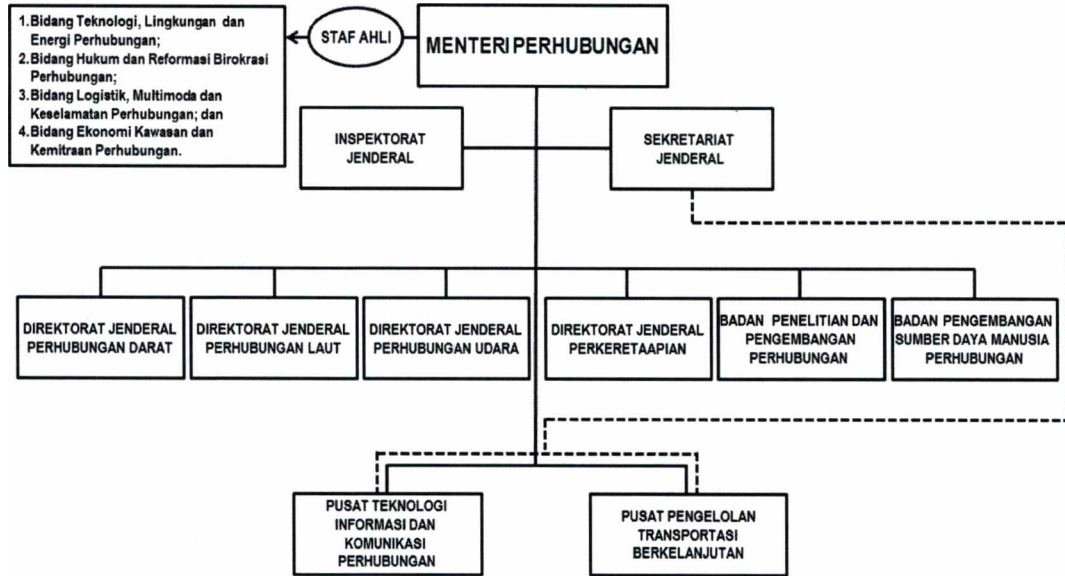 1.Bidang Teknologi, Lingkungan dan
Energi Perhubungan;
2.Bidang Hukum dan Reformasi Birokrasi
Perhubungan;
3.Bidang Logistik, Multimoda dan
Keselamatan Perhubungan; dan
4.Bidang Ekonomi Kawasan dan
Kemitraan Perhubungan.
STAF AHLI
MENTERI PERHUBUNGAN
INSPEKTORAT
JENDERAL
SEKRETARIAT
JENDERAL
DIREKTORAT JENDERAL
PERHUBUNGAN DARAT
DIREKTORAT JENDERAL
PERHUBUNGAN LAUT
DIREKTORAT JENDERAL
PERHUBUNGAN UDARA
DIREKTORAT JENDERAL
PERKERETAAPIAN
BADAN PENELITIAN DAN
PENGEMBANGAN
PERHUBUNGAN
BADAN PENGEMBANGAN
SUMBER DAYA MANUSIA
PERHUBUNGAN
PUSAT TEKNOLOGI
INFORMASI DAN
KOMUNIKASI
PERHUBUNGAN
PUSAT PENGELOLAN
TRANSPORTASI
BERKELANJUTAN